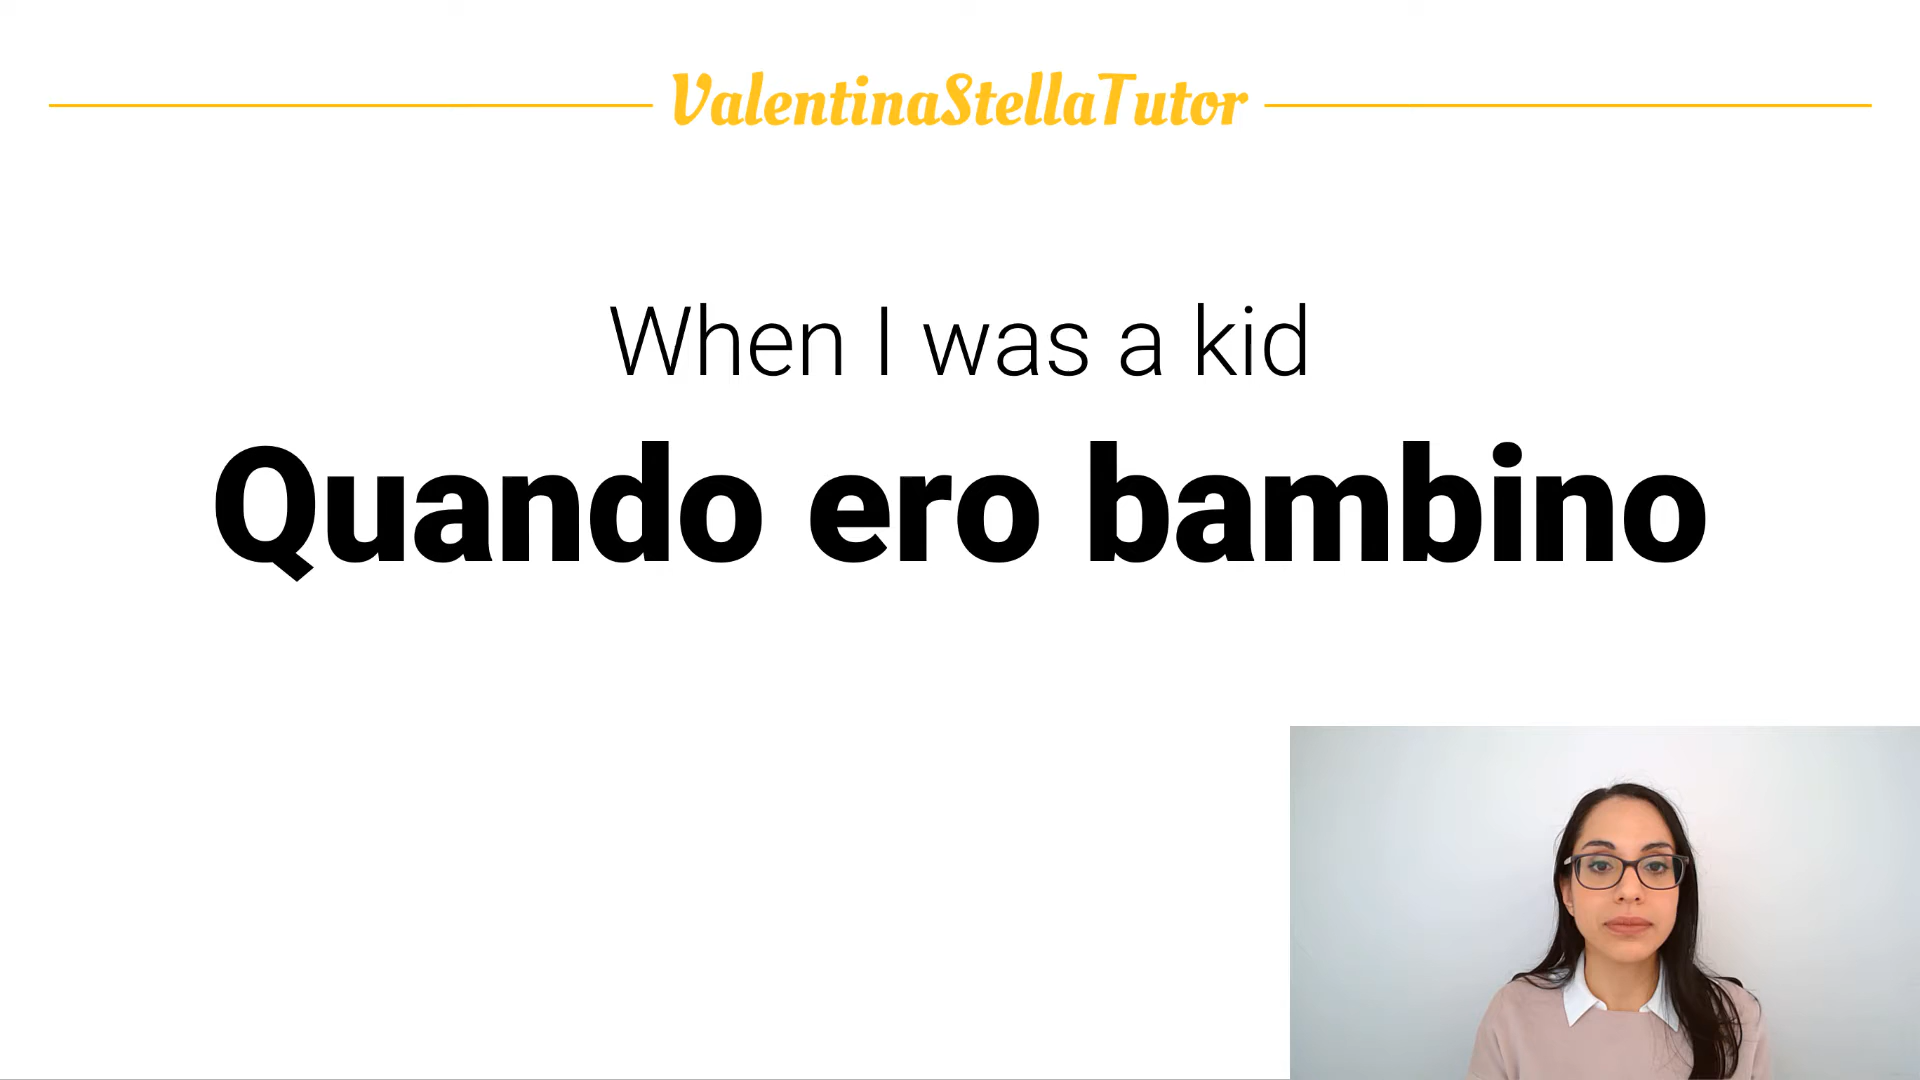 ValentinaStellaTutor
When I was a kid
Quando ero bambino